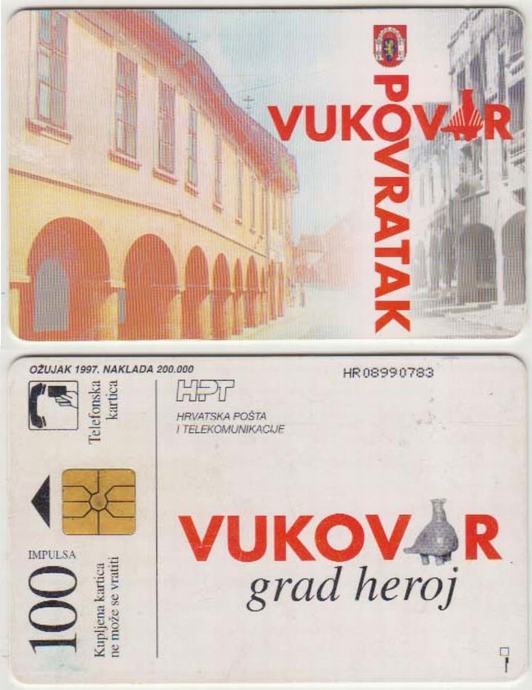 VUKOVAR
POVRATAK
OŽUJAK 1997. NAKLADA 200.000
HR08990783
Telefonska
kartica
HPT
HRVATSKA POŠTA
I TELEKOMUNIKACIJE
IMPULSA
100
Kupljena kartica
ne može se vratiti
VUKOVAR
grad heroj